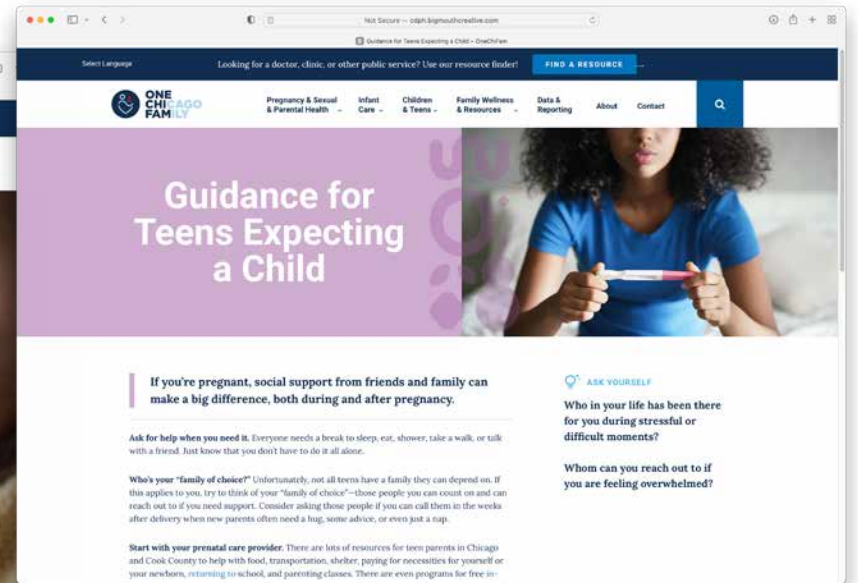 Not Secure — cdph.bigmouthcreative.com
Guidance for Teens Expecting a Child – OneChiFam
Select Language
Looking for a doctor, clinic, or other public service? Use our resource finder!
FIND A RESOURCE
ONE
CHICAGO
FAMILY
Pregnancy & Sexual
& Parental Health
Infant
Care
Children
& Teens
Family Wellness
& Resources
Data &
Reporting
About
Contact
Guidance for
Teens Expecting
a Child
If you're pregnant, social support from friends and family can
make a big difference, both during and after pregnancy.
Ask for help when you need it. Everyone needs a break to sleep, eat, shower, take a walk, or talk
with a friend. Just know that you don't have to do it all alone.
Who's your “family of choice?” Unfortunately, not all teens have a family they can depend on. If
this applies to you, try to think of your “family of choice”—those people you can count on and can
reach out to if you need support. Consider asking those people if you can call them in the weeks
after delivery when new parents often need a hug, some advice, or even just a nap.
Start with your prenatal care provider. There are lots of resources for teen parents in Chicago
and Cook County to help with food, transportation, shelter, paying for necessities for yourself or
your newborn, returning to school, and parenting classes. There are even programs for free in-
ASK YOURSELF
Who in your life has been there
for you during stressful or
difficult moments?
Whom can you reach out to if
you are feeling overwhelmed?